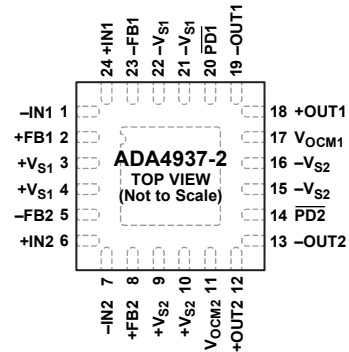 24 +IN1
23 –FB1
22 –VS1
21 –VS1
20 PD1
19 –OUT1
–IN1 1
+FB1 2
+VS1 3
+VS1 4
–FB2 5
+IN2 6
ADA4937-2
TOP VIEW
(Not to Scale)
18 +OUT1
17 VOCM1
16 –VS2
15 –VS2
14 PD2
13 –OUT2
–IN2 7
+FB2 8
+VS2 9
+VS2 10
VOCM2 11
+OUT2 12